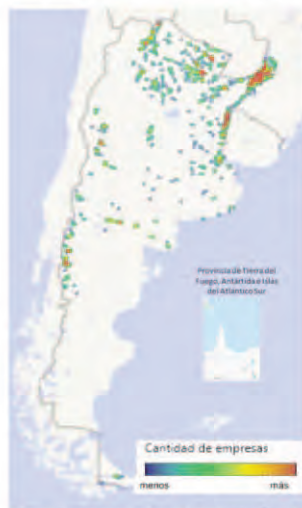 Provincia de Tierra del
Fuego, Antártida e Islas
del Atlántico Sur
Cantidad de empresas
menos
más